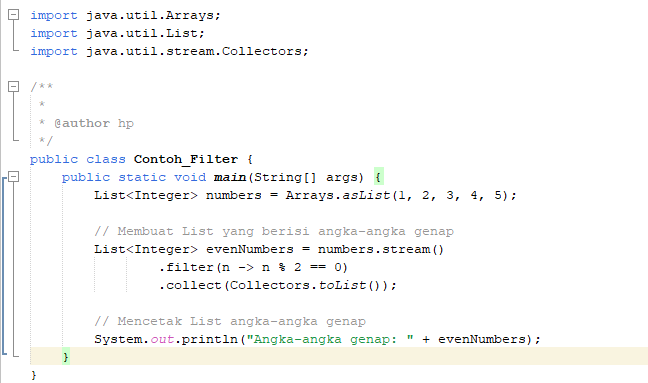 import java.util.Arrays;
import java.util.List;
import java.util.stream.Collectors;
/**
*
* @author hp
*/
public class Contoh_Filter {
public static void main(String[] args) {
List<Integer> numbers = Arrays.asList(1, 2, 3, 4, 5);
// Membuat List yang berisi angka-angka genap
List<Integer> evenNumbers = numbers.stream()
.filter(n -> n % 2 == 0)
.collect(Collectors.toList());
// Mencetak List angka-angka genap
System.out.println("Angka-angka genap: " + evenNumbers);
}
}